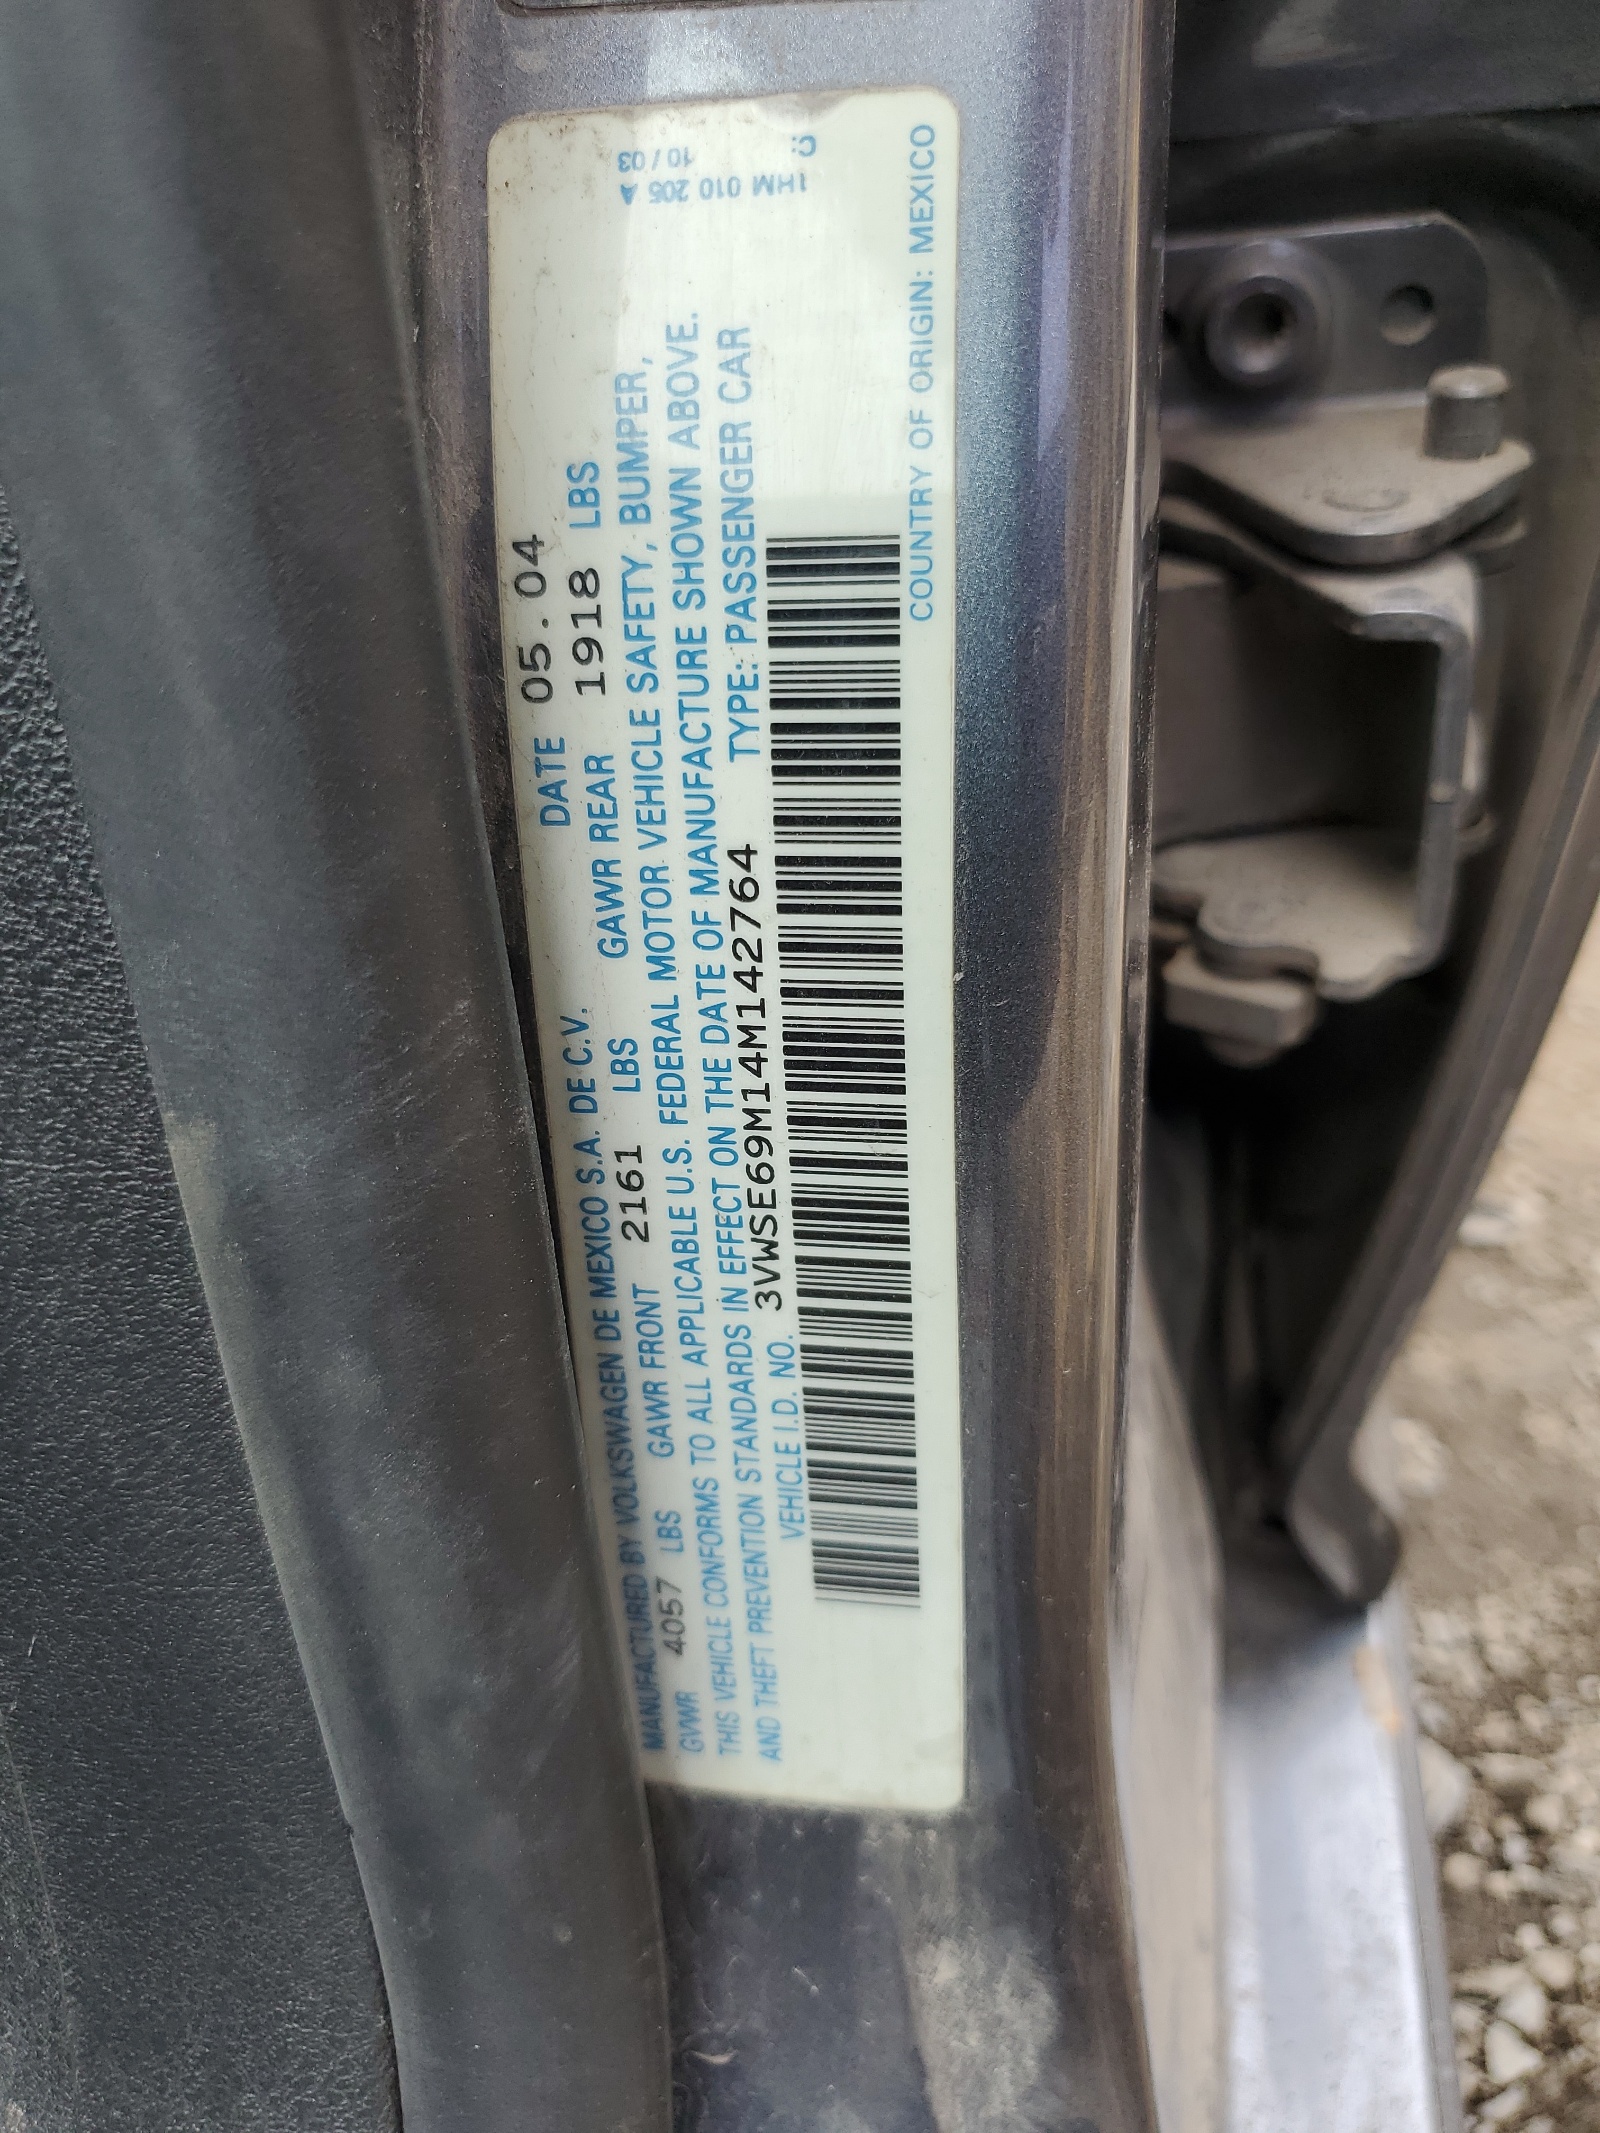 MANUFACTURED BY VOLKSWAGEN DE MEXICO S.A. DE C.V. DATE 05.04
GVWR 4057 LBS GAWR FRONT 2161 LBS GAWR REAR 1918 LBS
THIS VEHICLE CONFORMS TO ALL APPLICABLE U.S. FEDERAL MOTOR VEHICLE SAFETY, BUMPER,
AND THEFT PREVENTION STANDARDS IN EFFECT ON THE DATE OF MANUFACTURE SHOWN ABOVE.
VEHICLE I.D. NO. 3VWSE69M14M142764 TYPE: PASSENGER CAR
COUNTRY OF ORIGIN: MEXICO
1HM 010 205 A
10/03
C: